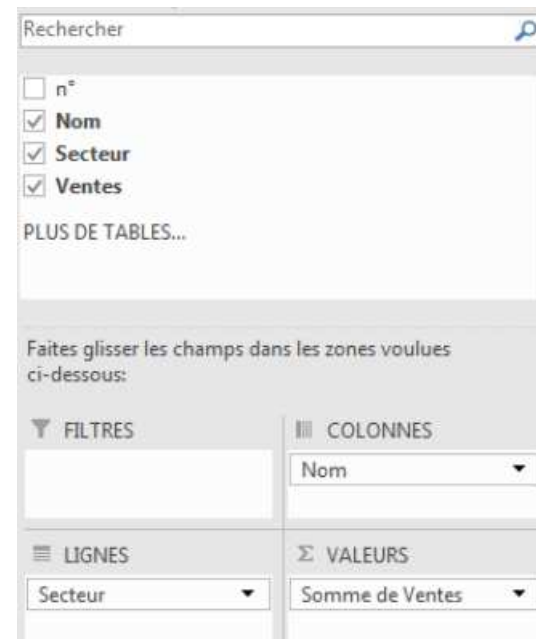 Rechercher
n°
Nom
Secteur
Ventes
PLUS DE TABLES...
Faites glisser les champs dans les zones voulues
ci-dessous:
FILTRES
COLONNES
Nom
LIGNES
Σ VALEURS
Secteur
Somme de Ventes